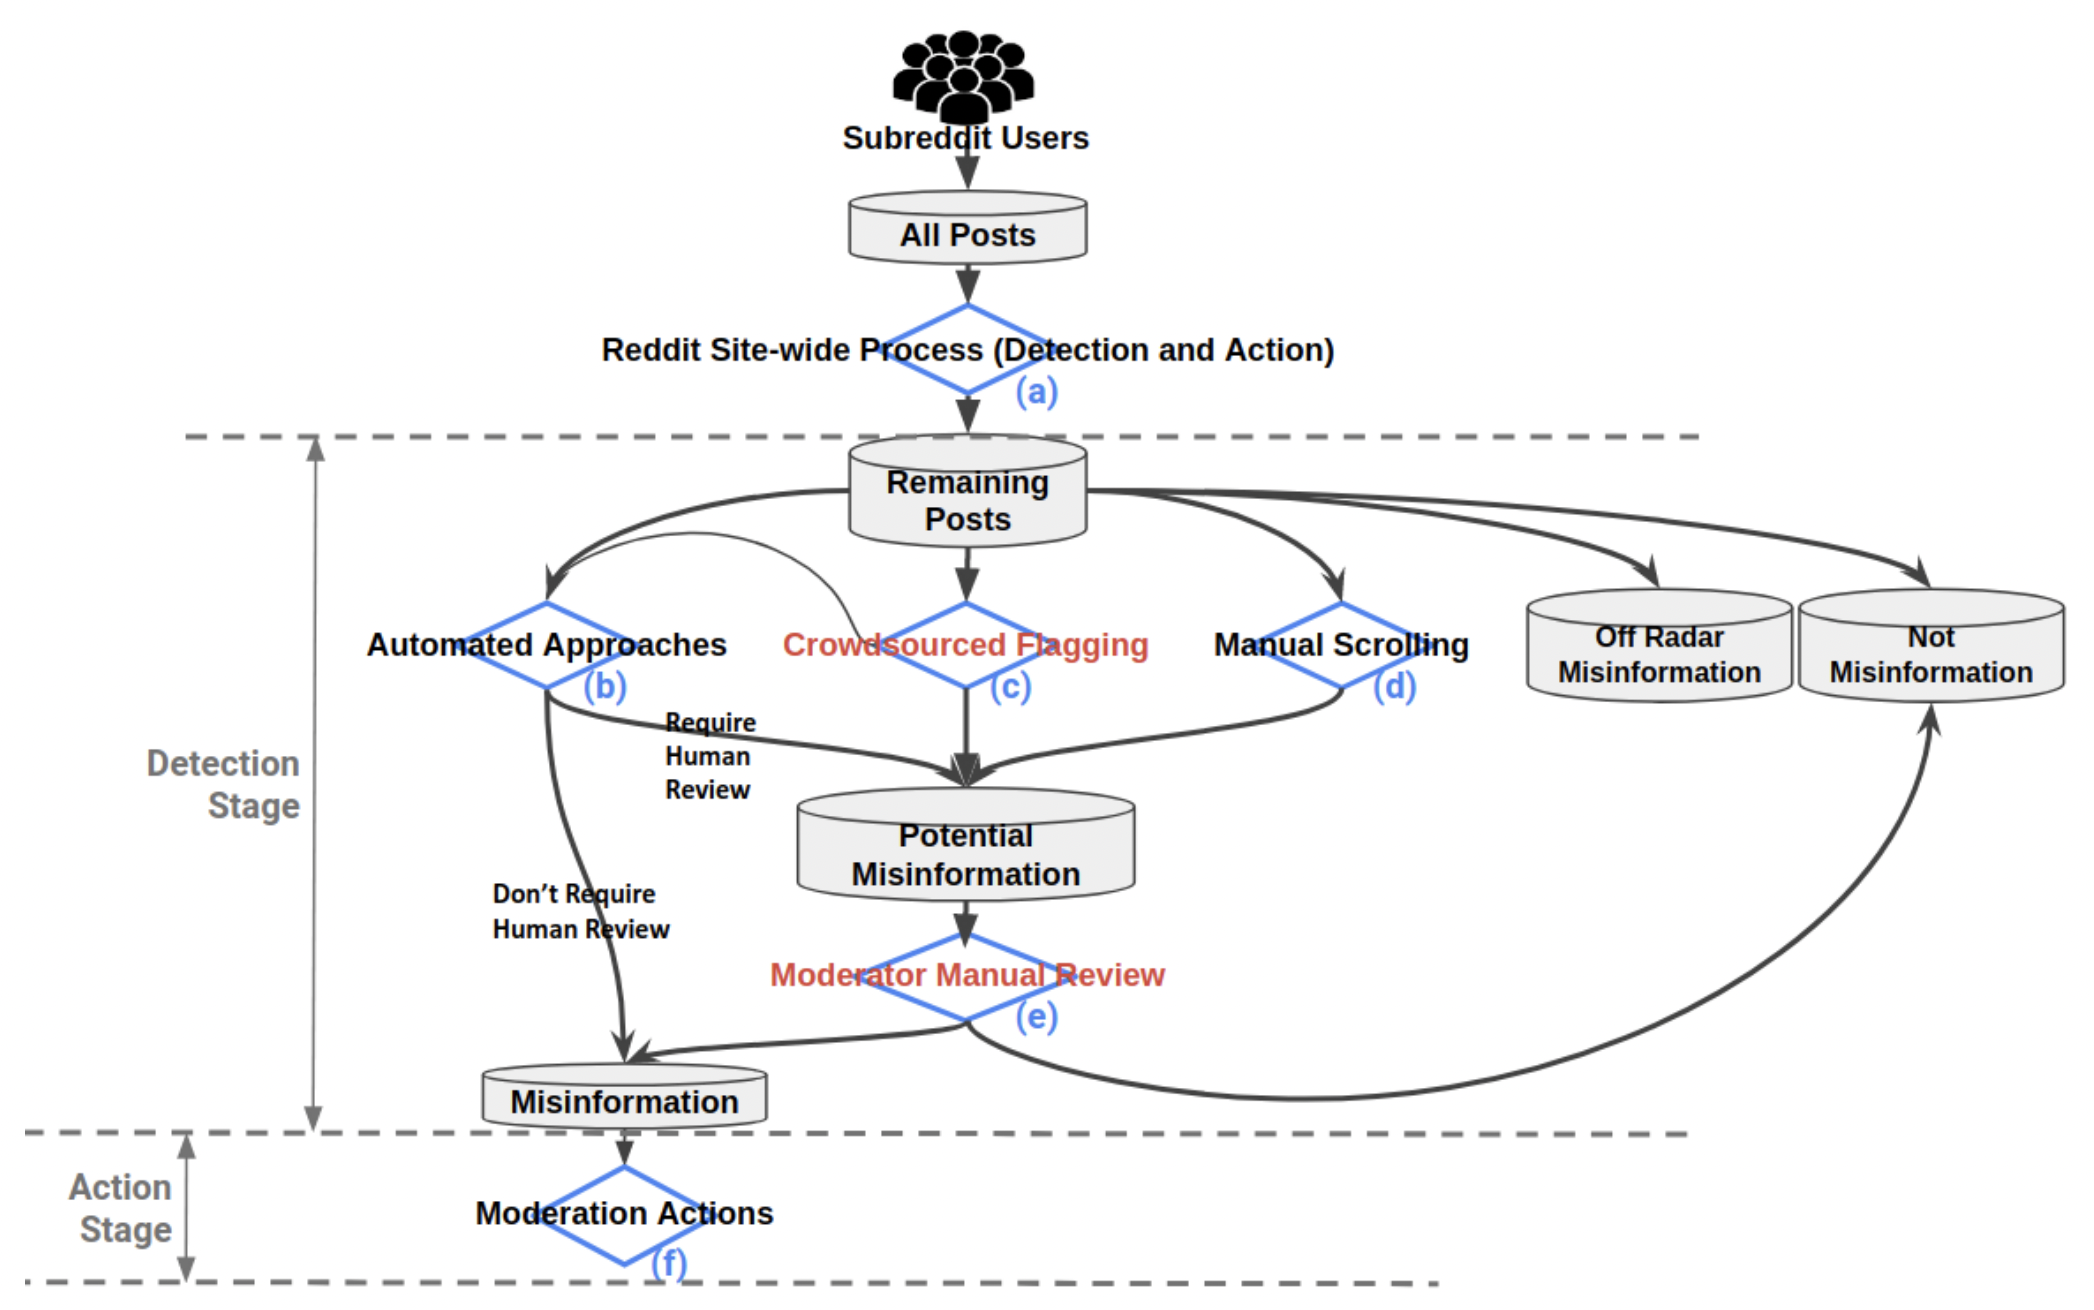 Subreddit Users
All Posts
Reddit Site-wide Process (Detection and Action)
(a)
Remaining
Posts
Automated Approaches
(b)
Crowdsourced Flagging
(c)
Manual Scrolling
(d)
Off Radar
Misinformation
Not
Misinformation
Require
Human
Review
Detection
Stage
Potential
Misinformation
Don’t Require
Human Review
Moderator Manual Review
(e)
Misinformation
Action
Stage
Moderation Actions
(f)